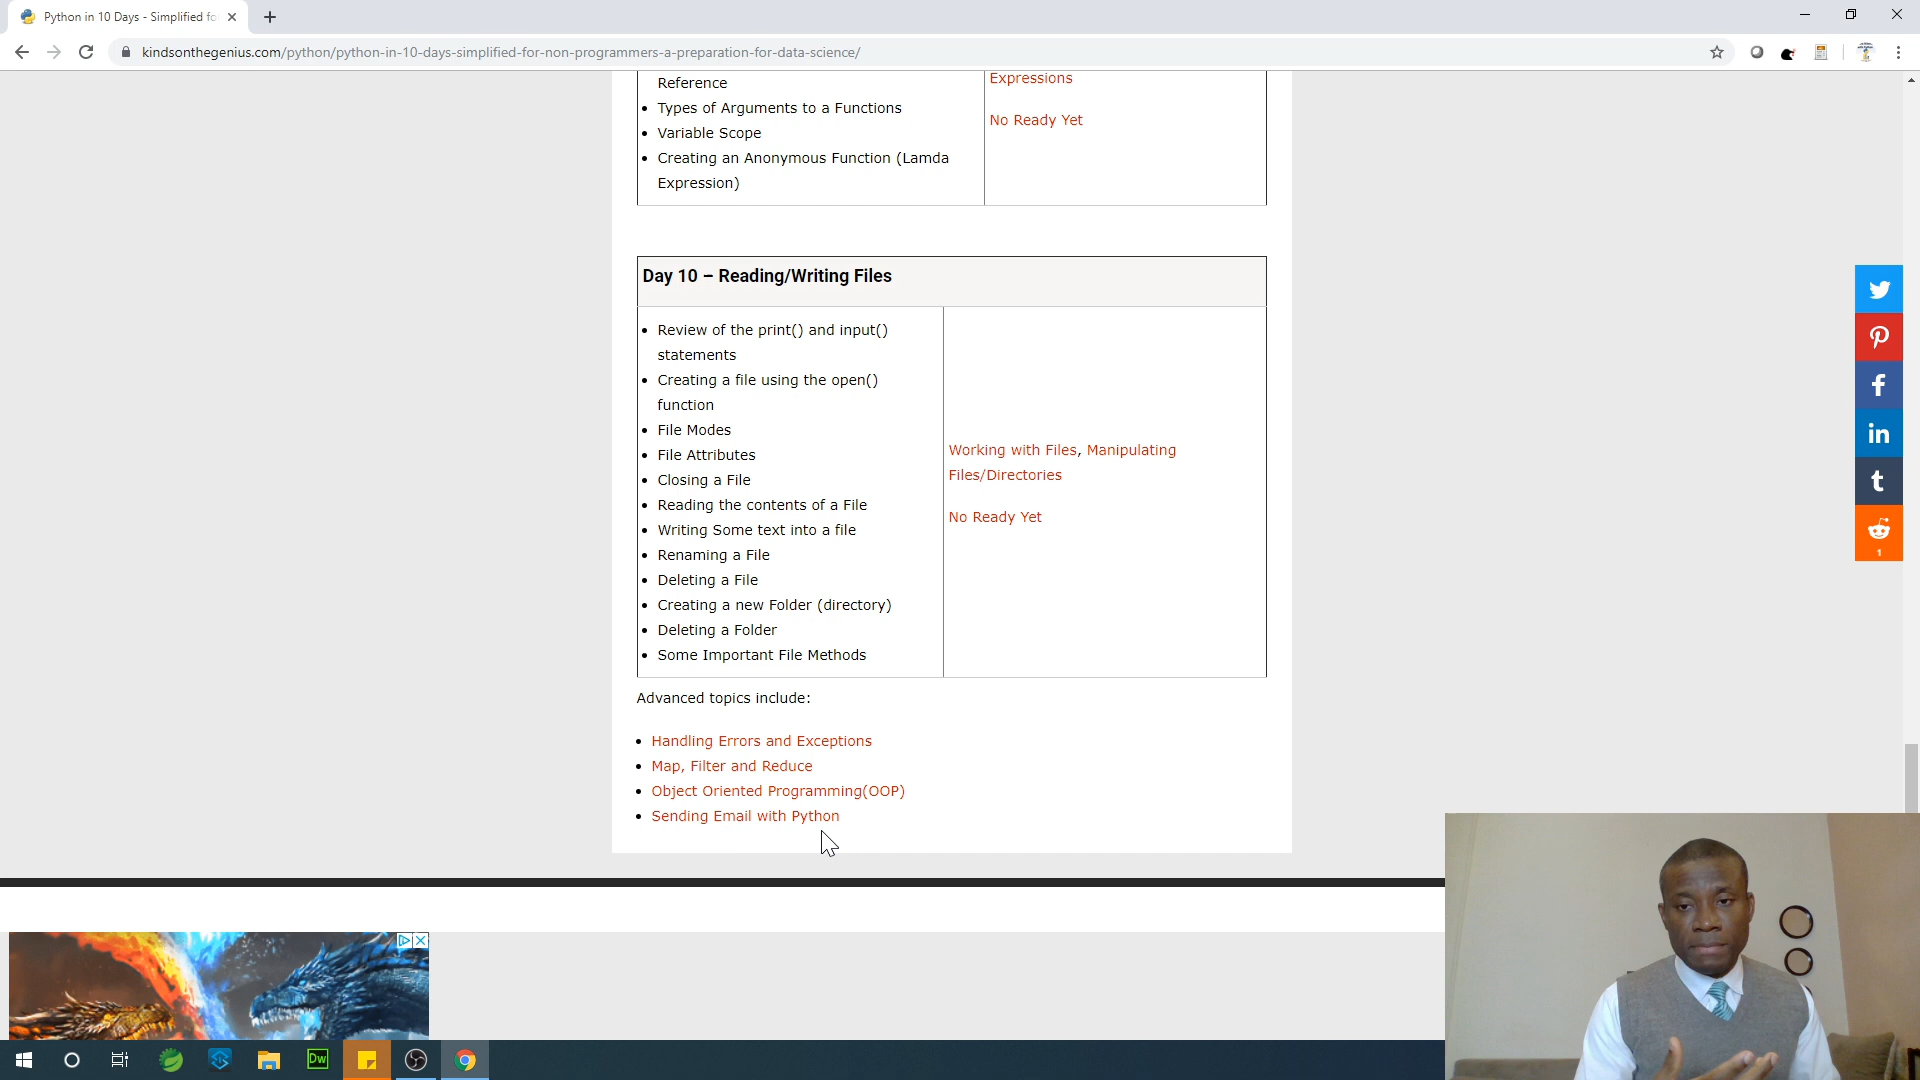 Python in 10 Days - Simplified fo
kindsonthegenius.com/python/python-in-10-days-simplified-for-non-programmers-a-preparation-for-data-science/
Reference
• Types of Arguments to a Functions
• Variable Scope
• Creating an Anonymous Function (Lamda
Expression)
Expressions
No Ready Yet
Day 10 – Reading/Writing Files
• Review of the print() and input()
statements
• Creating a file using the open()
function
• File Modes
• File Attributes
• Closing a File
• Reading the contents of a File
• Writing Some text into a file
• Renaming a File
• Deleting a File
• Creating a new Folder (directory)
• Deleting a Folder
• Some Important File Methods
Working with Files, Manipulating
Files/Directories
No Ready Yet
Advanced topics include:
• Handling Errors and Exceptions
• Map, Filter and Reduce
• Object Oriented Programming(OOP)
• Sending Email with Python
1
Dw